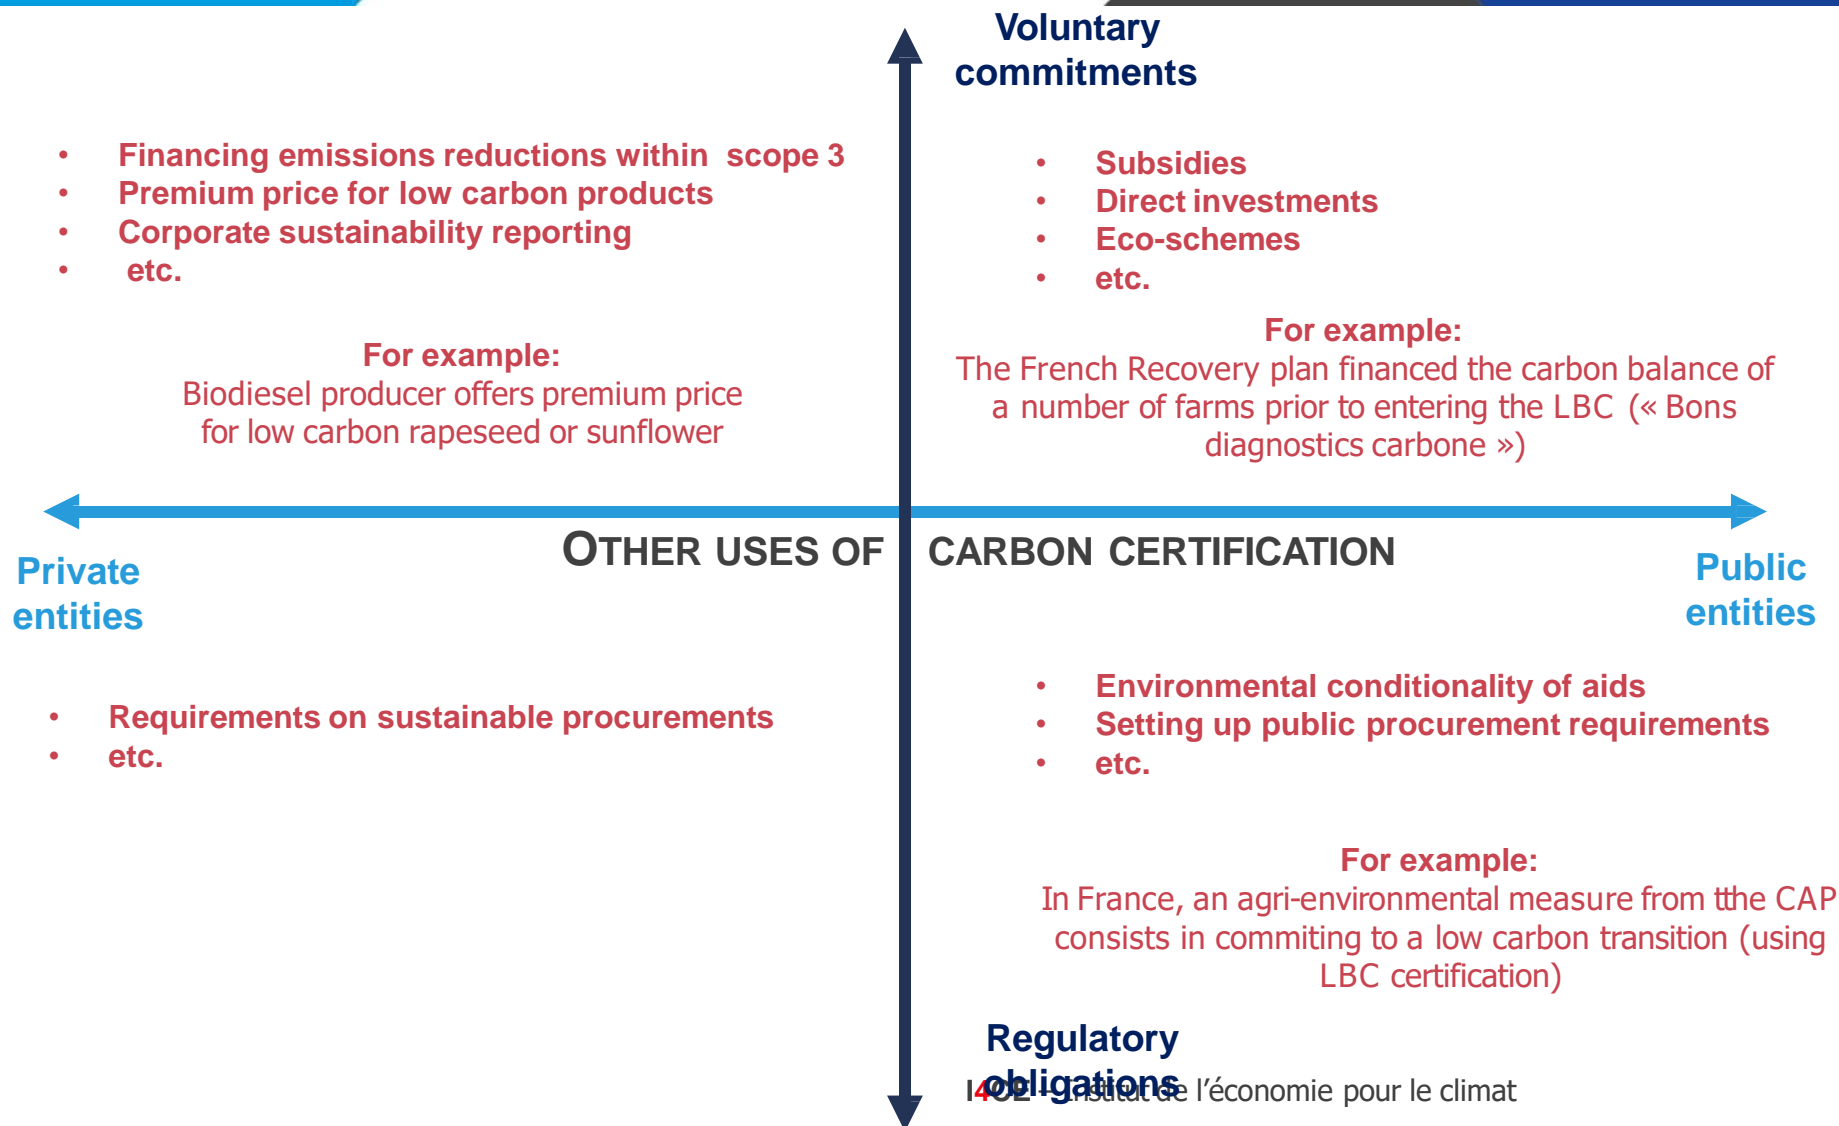 Voluntary
commitments
• Financing emissions reductions within scope 3
• Premium price for low carbon products
• Corporate sustainability reporting
• etc.
For example:
Biodiesel producer offers premium price
for low carbon rapeseed or sunflower
• Subsidies
• Direct investments
• Eco-schemes
• etc.
For example:
The French Recovery plan financed the carbon balance of
a number of farms prior to entering the LBC (« Bons
diagnostics carbone »)
OTHER USES OF CARBON CERTIFICATION
Private
entities
Public
entities
• Requirements on sustainable procurements
• etc.
• Environmental conditionality of aids
• Setting up public procurement requirements
• etc.
For example:
In France, an agri-environmental measure from tthe CAP
consists in commiting to a low carbon transition (using
LBC certification)
Regulatory
obligations
I4CE – Institut de l’économie pour le climat